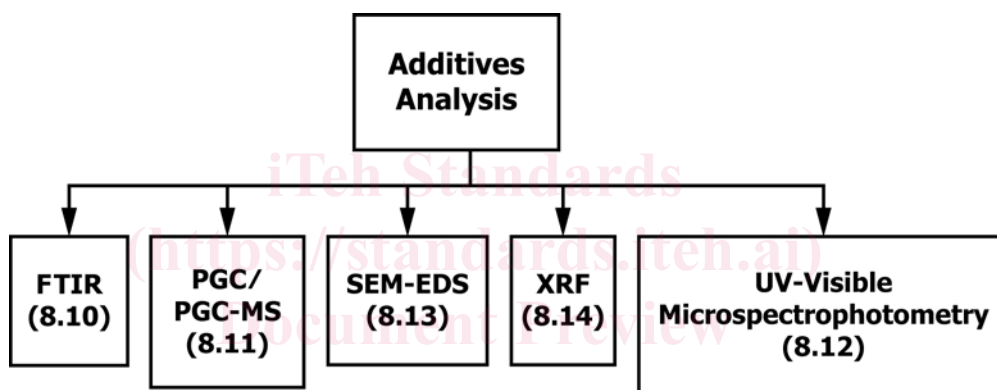 Additives
Analysis
iTeh Standards
(https://standards.iteh.ai)
Document Preview
FTIR
(8.10)
PGC/
PGC-MS
(8.11)
SEM-EDS
(8.13)
XRF
(8.14)
UV-Visible
Microspectrophotometry
(8.12)